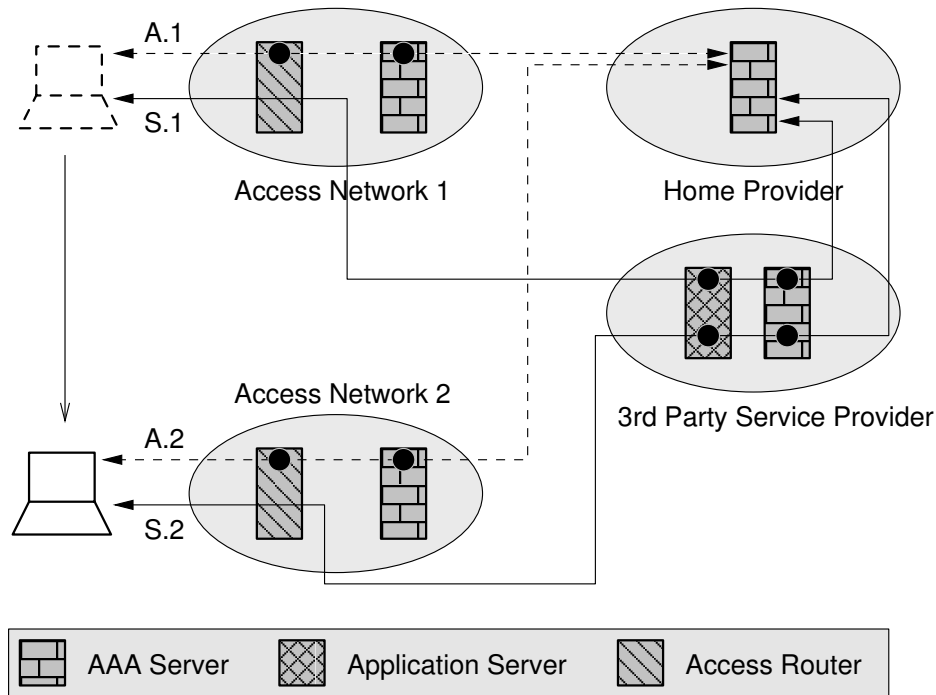 A.1
S.1
Access Network 1
Home Provider
Access Network 2
3rd Party Service Provider
A.2
S.2
AAA Server
Application Server
Access Router